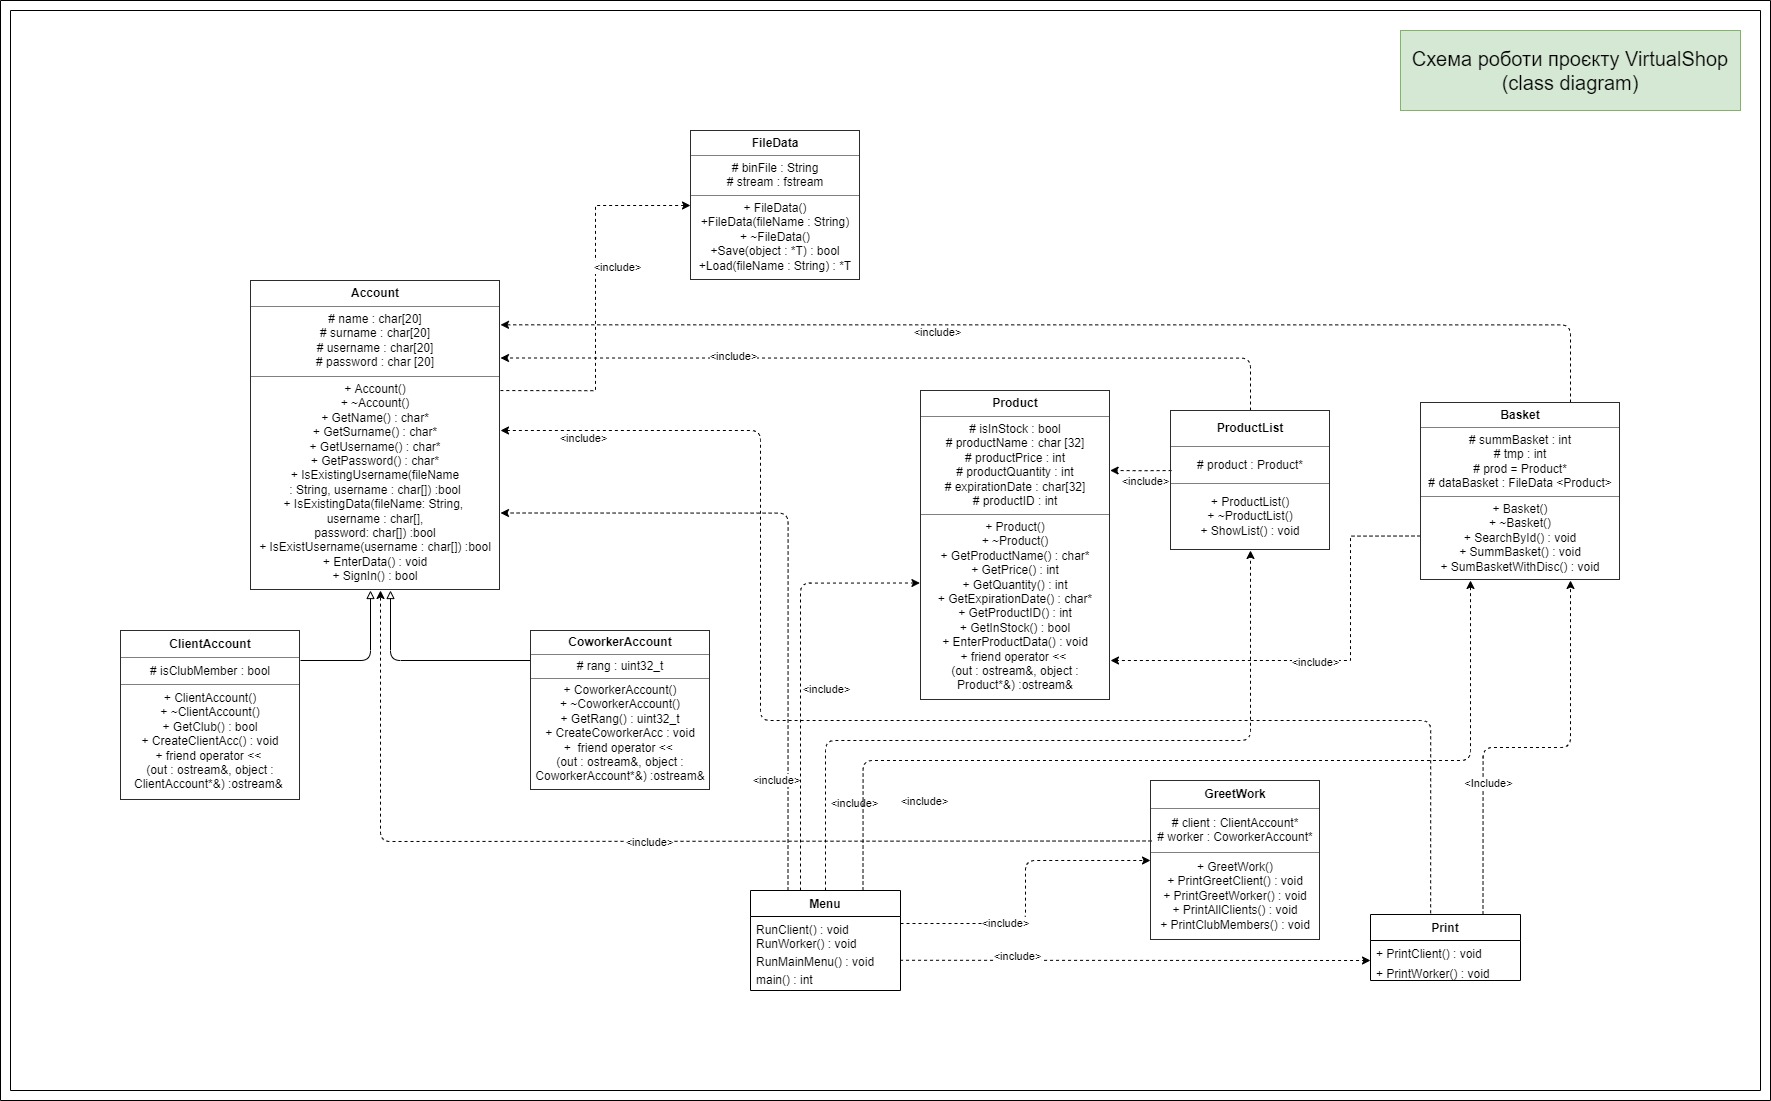 Схема роботи проєкту VirtualShop
(class diagram)
FileData
# binFile : String
# stream : fstream
+ FileData()
+FileData(fileName : String)
+ ~FileData()
+Save(object : *T) : bool
+Load(fileName : String) : *T
<include>
Account
# name : char[20]
# surname : char[20]
# username : char[20]
# password : char [20]
+ Account()
+ ~Account()
+ GetName() : char*
+ GetSurname() : char*
+ GetUsername() : char*
+ GetPassword() : char*
+ IsExistingUsername(fileName
: String, username : char[]) :bool
+ IsExistingData(fileName: String,
username : char[],
password: char[]) :bool
+ IsExistUsername(username : char[]) :bool
+ EnterData() : void
+ SignIn() : bool
<include>
<include>
<include>
Product
# isInStock : bool
# productName : char [32]
# productPrice : int
# productQuantity : int
# expirationDate : char[32]
# productID : int
+ Product()
+ ~Product()
+ GetProductName() : char*
+ GetPrice() : int
+ GetQuantity() : int
+ GetExpirationDate() : char*
+ GetProductID() : int
+ GetInStock() : bool
+ EnterProductData() : void
+ friend operator <<
(out : ostream&, object :
Product*&) :ostream&
<include>
ProductList
# product : Product*
+ ProductList()
+ ~ProductList()
+ ShowList() : void
Basket
# summBasket : int
# tmp : int
# prod = Product*
# dataBasket : FileData <Product>
+ Basket()
+ ~Basket()
+ SearchById() : void
+ SummBasket() : void
+ SumBasketWithDisc() : void
<include>
ClientAccount
# isClubMember : bool
+ ClientAccount()
+ ~ClientAccount()
+ GetClub() : bool
+ CreateClientAcc() : void
+ friend operator <<
(out : ostream&, object :
ClientAccount*&) :ostream&
CoworkerAccount
# rang : uint32_t
+ CoworkerAccount()
+ ~CoworkerAccount()
+ GetRang() : uint32_t
+ CreateCoworkerAcc : void
+ friend operator <<
(out : ostream&, object :
CoworkerAccount*&) :ostream&
<include>
<include>
<include>
<include>
<Include>
<include>
GreetWork
# client : ClientAccount*
# worker : CoworkerAccount*
+ GreetWork()
+ PrintGreetClient() : void
+ PrintGreetWorker() : void
+ PrintAllClients() : void
+ PrintClubMembers() : void
Menu
RunClient() : void
RunWorker() : void
RunMainMenu() : void
main() : int
<include>
<include>
Print
+ PrintClient() : void
+ PrintWorker() : void